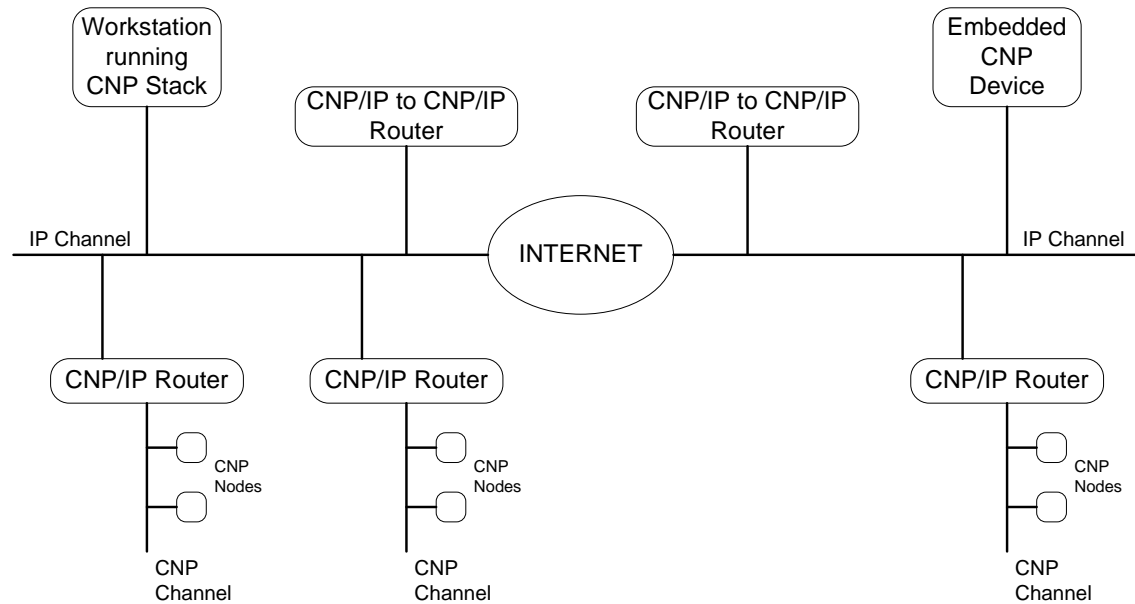 Workstation
running
CNP Stack
CNP/IP to CNP/IP
Router
CNP/IP to CNP/IP
Router
Embedded
CNP
Device
IP Channel
INTERNET
IP Channel
CNP/IP Router
CNP/IP Router
CNP/IP Router
CNP
Nodes
CNP
Nodes
CNP
Nodes
CNP
Channel
CNP
Channel
CNP
Channel